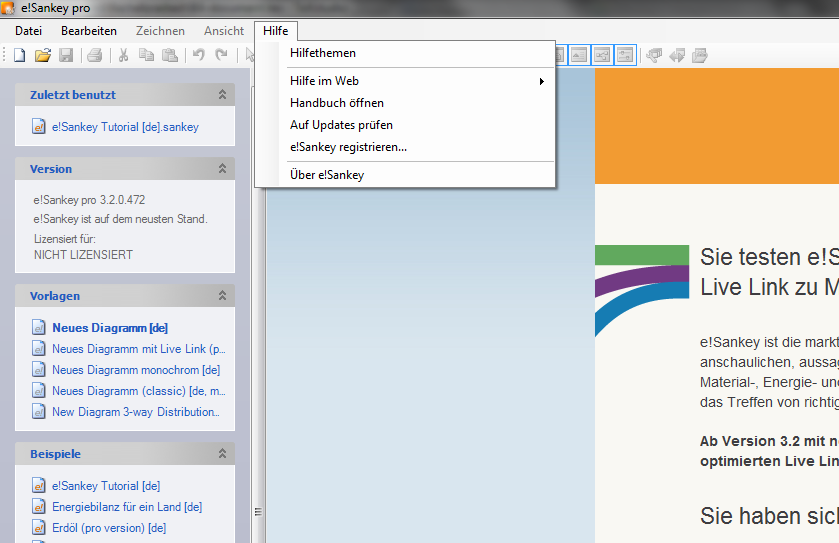 e!Sankey pro
Datei Bearbeiten Zeichnen Ansicht Hilfe
Hilfethemen
Hilfe im Web
Handbuch öffnen
Auf Updates prüfen
e!Sankey registrieren...
Über e!Sankey
Zuletzt benutzt
e!Sankey Tutorial [de].sankey
Version
e!Sankey pro 3.2.0.472
e!Sankey ist auf dem neusten Stand.
Lizensiert für:
NICHT LIZENSIERT
Vorlagen
Neues Diagramm [de]
Neues Diagramm mit Live Link (p...
Neues Diagramm monochrom [de]
Neues Diagramm (classic) [de, m...
New Diagram 3-way Distribution...
Beispiele
e!Sankey Tutorial [de]
Energiebilanz für ein Land [de]
Erdöl (pro version) [de]
Sie testen e!S
Live Link zu M
e!Sankey ist die markt
anschaulichen, aussag
Material-, Energie- und
das Treffen von richtig
Ab Version 3.2 mit n
optimierten Live Lin
Sie haben sich